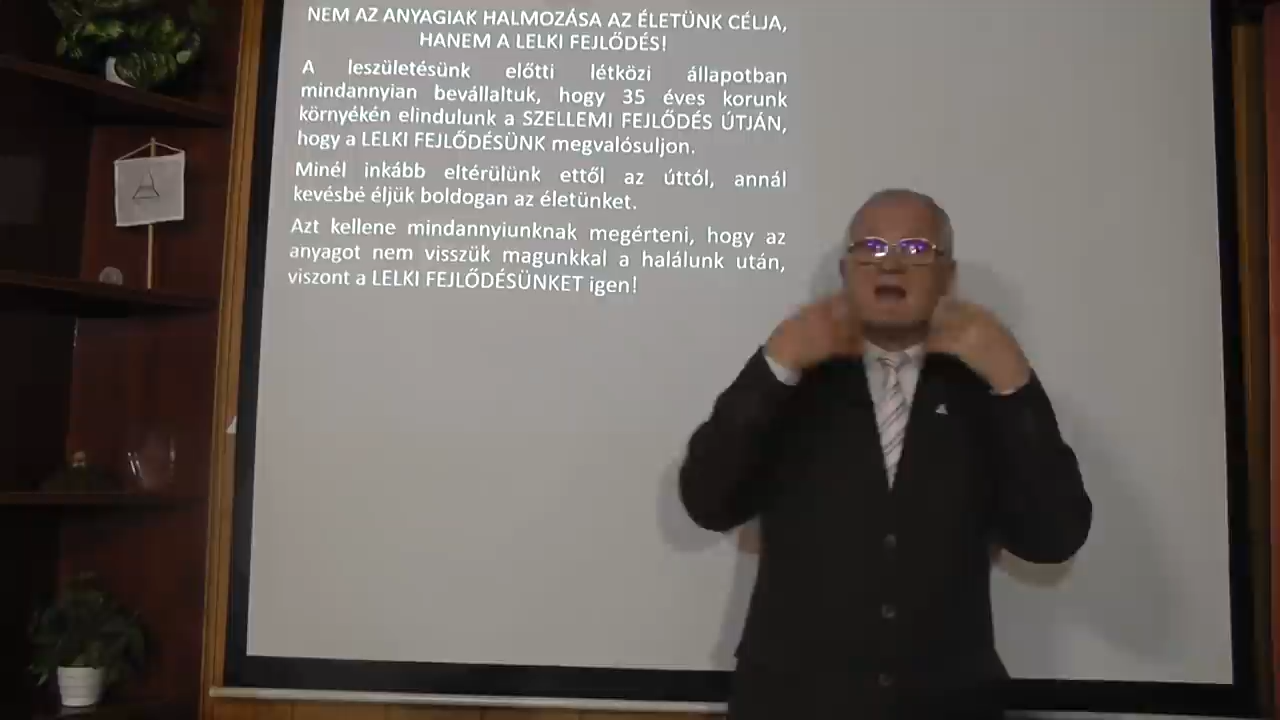 NEM AZ ANYAGIAK HALMOZÁSA AZ ÉLETÜNK CÉLJA,
HANEM A LELKI FEJLŐDÉS!
A leszületésünk előtti létközi állapotban
mindannyian bevállaltuk, hogy 35 éves korunk
környékén elindulunk a SZELLEMI FEJLŐDÉS ÚTJÁN,
hogy a LELKI FEJLŐDÉSÜNK megvalósuljon.
Minél inkább eltérülünk ettől az úttól, annál
kevésbé éljük boldogan az életünket.
Azt kellene mindannyiunknak megérteni, hogy az
anyagot nem visszük magunkkal a halálunk után,
viszont a LELKI FEJLŐDÉSÜNKET igen!